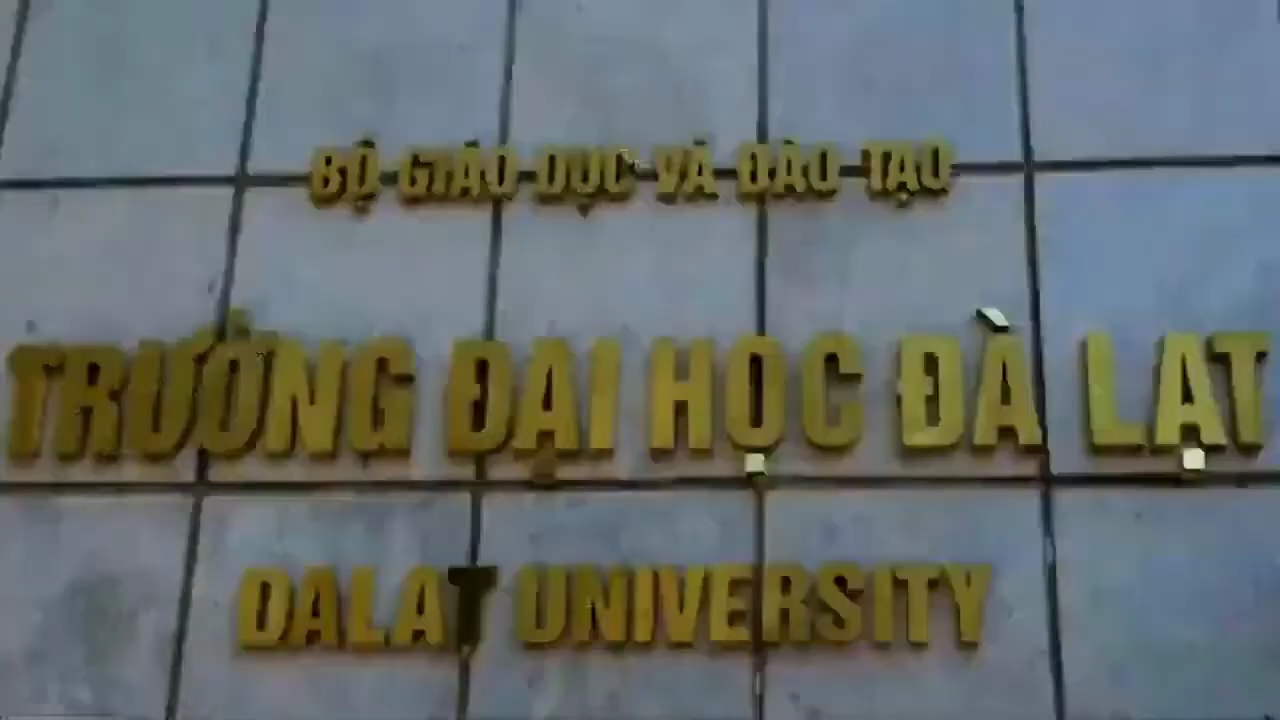 BỘ GIÁO DỤC VÀ ĐÀO TẠO
TRƯỜNG ĐẠI HỌC ĐÀ LẠT
DALAT UNIVERSITY